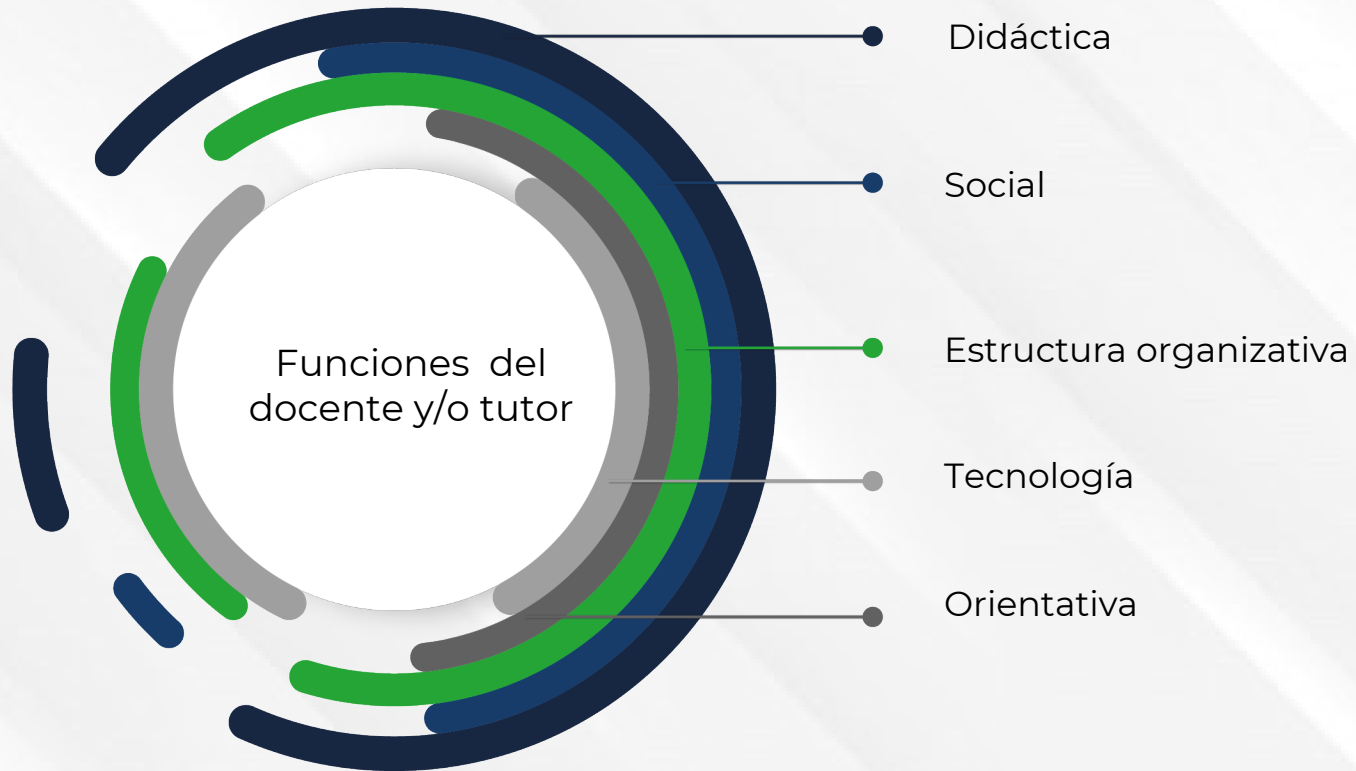 Didáctica
Social
Estructura organizativa
Tecnología
Orientativa
Funciones del
docente y/o tutor